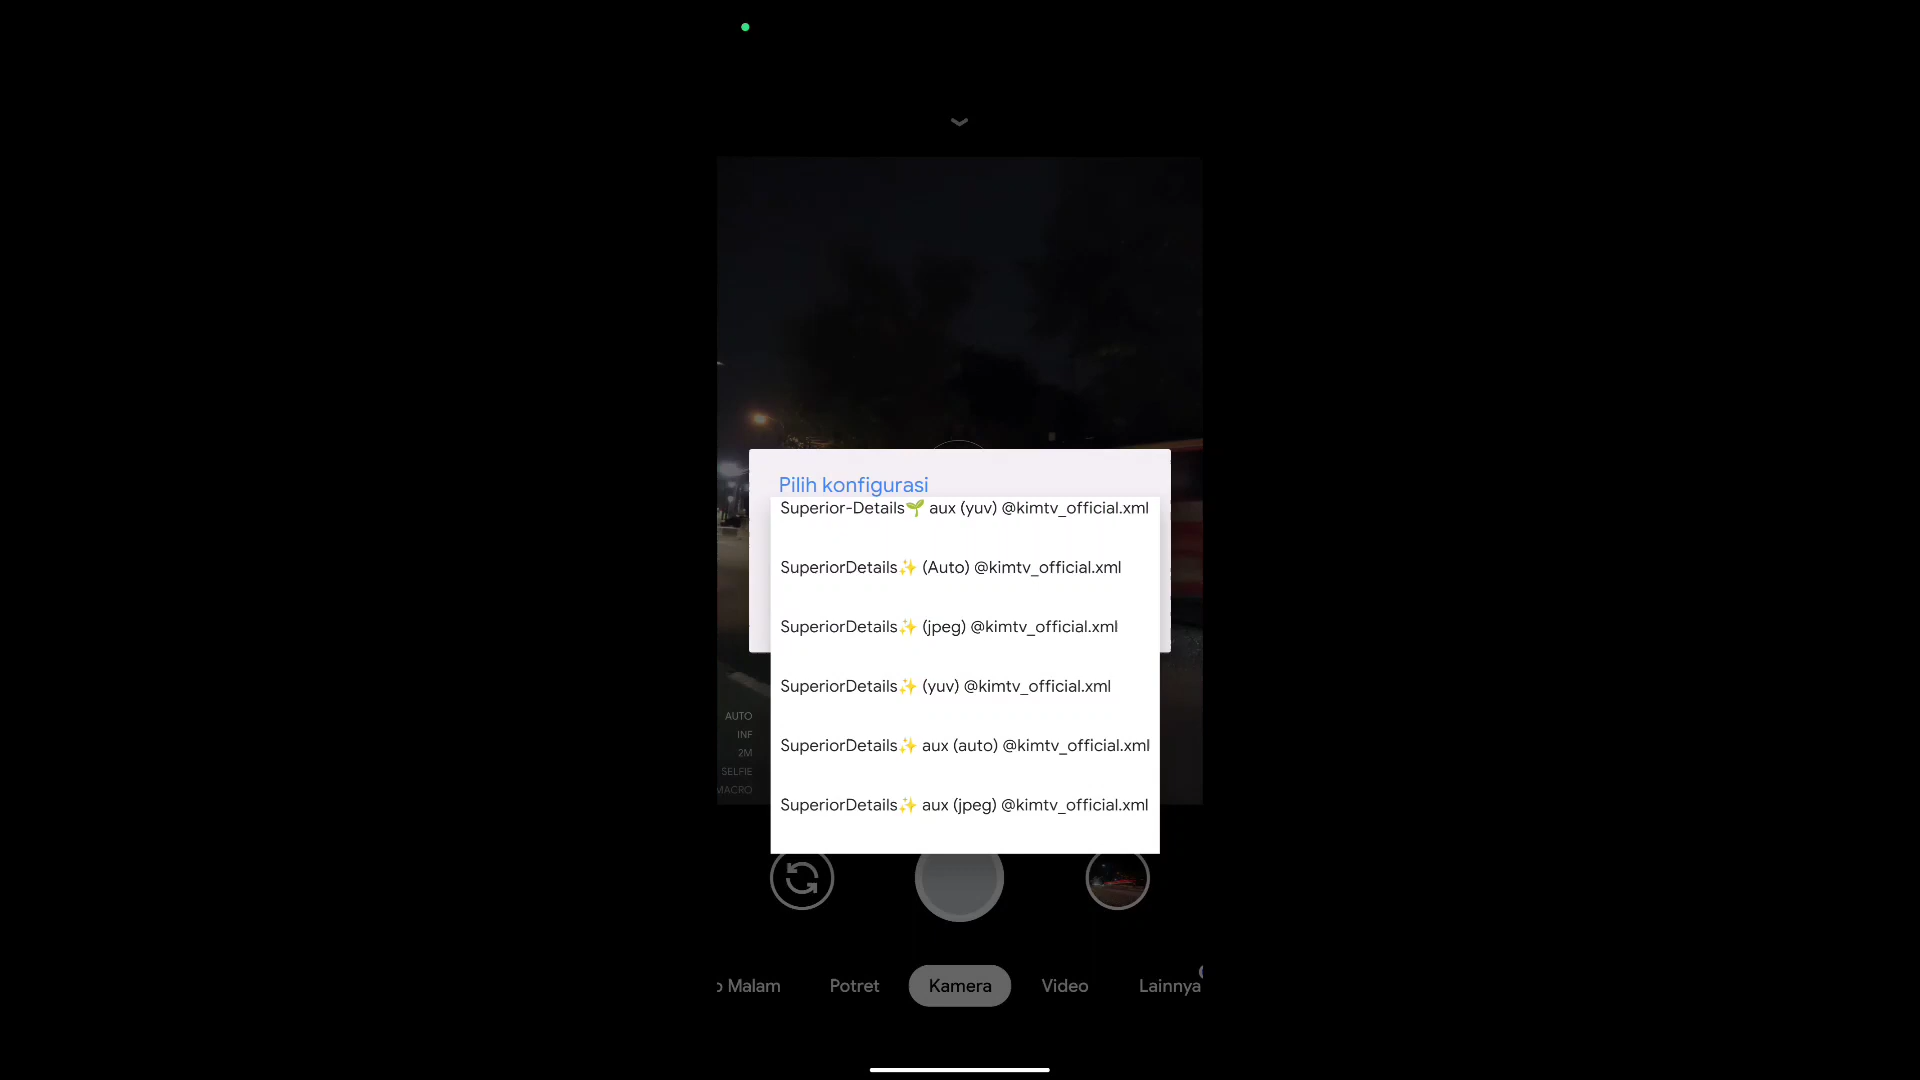 Pilih konfigurasi
Superior-Details🌱 aux (yuv) @kimtv_official.xml
SuperiorDetails✨ (Auto) @kimtv_official.xml
SuperiorDetails✨ (jpeg) @kimtv_official.xml
SuperiorDetails✨ (yuv) @kimtv_official.xml
AUTO
INF
SuperiorDetails✨ aux (auto) @kimtv_official.xml
2M
SELFIE
MACRO
SuperiorDetails✨ aux (jpeg) @kimtv_official.xml
Malam Potret Kamera Video Lainnya